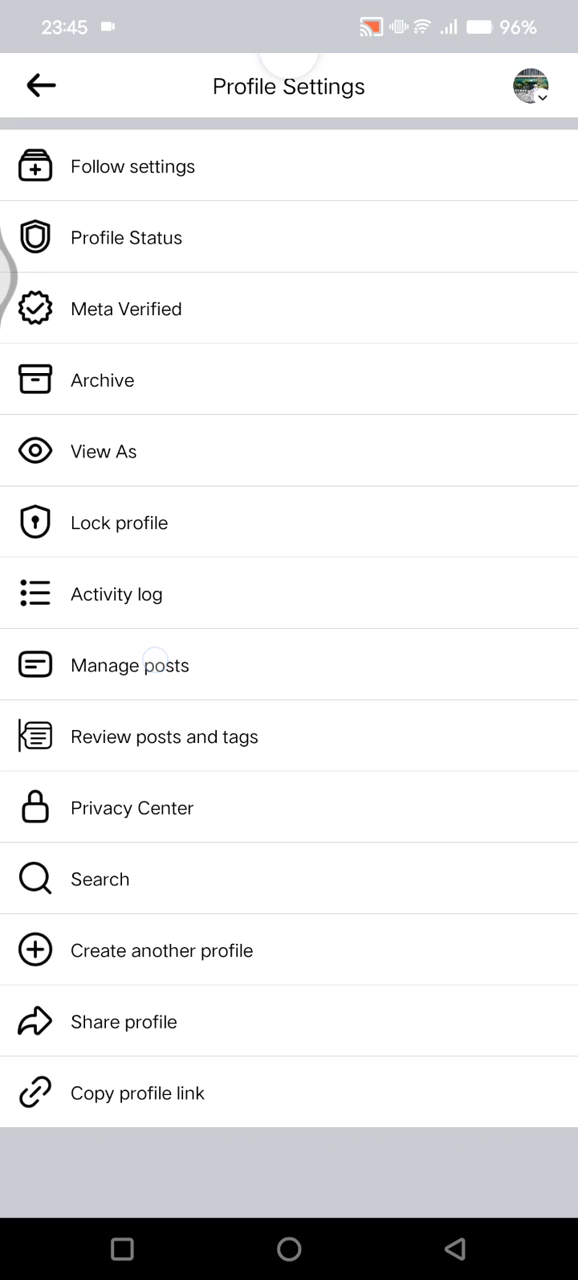 23:45
96%
Profile Settings
Follow settings
Profile Status
Meta Verified
Archive
View As
Lock profile
Activity log
Manage posts
Review posts and tags
Privacy Center
Search
Create another profile
Share profile
Copy profile link